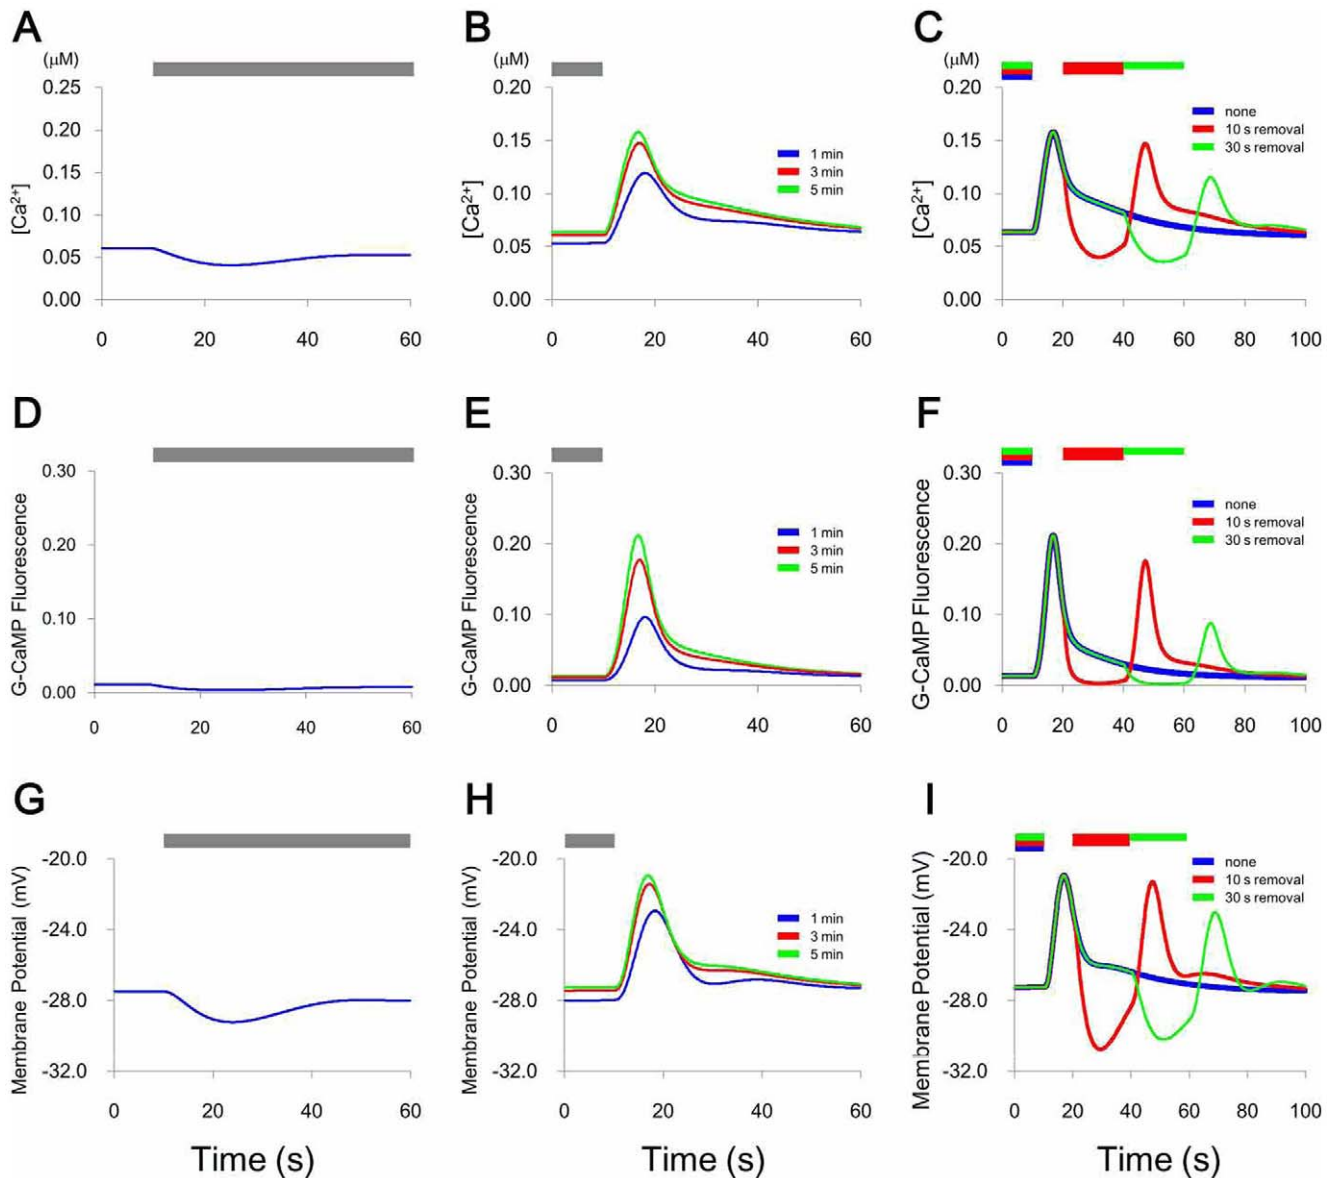 A
B
C
(μM)
(μM)
(μM)
0.25
0.20
0.15
0.10
0.05
0.00
[Ca²⁺]
0 20 40 60
0.20
0.15
0.10
0.05
0.00
[Ca²⁺]
1 min
3 min
5 min
0 20 40 60
0.20
0.15
0.10
0.05
0.00
[Ca²⁺]
none
10 s removal
30 s removal
0 20 40 60 80 100
D
E
F
0.30
0.20
0.10
0.00
G-CaMP Fluorescence
0 20 40 60
0.30
0.20
0.10
0.00
G-CaMP Fluorescence
1 min
3 min
5 min
0 20 40 60
0.30
0.20
0.10
0.00
G-CaMP Fluorescence
none
10 s removal
30 s removal
0 20 40 60 80 100
G
H
I
-20.0
-24.0
-28.0
-32.0
Membrane Potential (mV)
0 20 40 60
Time (s)
-20.0
-24.0
-28.0
-32.0
Membrane Potential (mV)
1 min
3 min
5 min
0 20 40 60
Time (s)
-20.0
-24.0
-28.0
-32.0
Membrane Potential (mV)
none
10 s removal
30 s removal
0 20 40 60 80 100
Time (s)